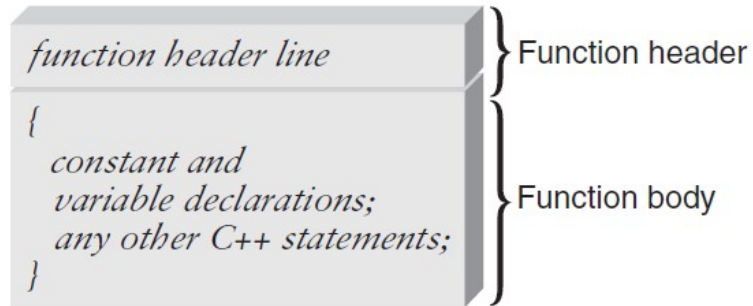 function header line
Function header
{
constant and
variable declarations;
any other C++ statements;
}
Function body